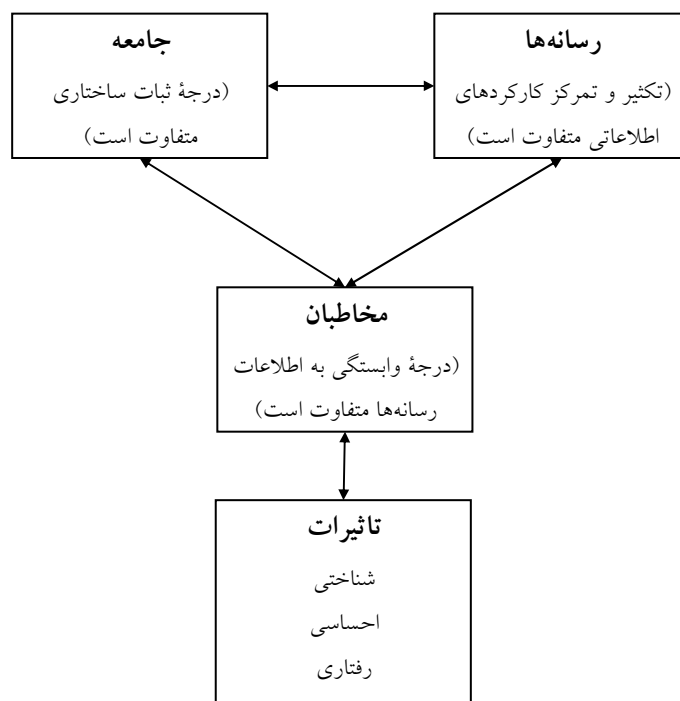 رسانه‌ها
(تکثیر و تمرکز کارکردهای
اطلاعاتی متفاوت است)
جامعه
(درجهٔ ثبات ساختاری
متفاوت است)
مخاطبان
(درجهٔ وابستگی به اطلاعات
رسانه‌ها متفاوت است)
تاثیرات
شناختی
احساسی
رفتاری